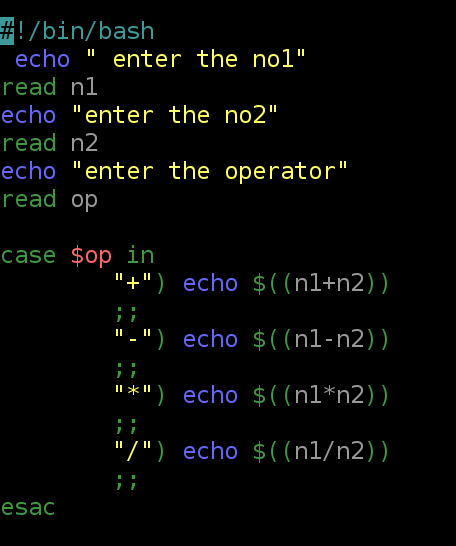 #!/bin/bash
 echo " enter the no1"
read n1
echo "enter the no2"
read n2
echo "enter the operator"
read op

case $op in
        "+") echo $((n1+n2))
        ;;
        "-") echo $((n1-n2))
        ;;
        "*") echo $((n1*n2))
        ;;
        "/") echo $((n1/n2))
        ;;
esac